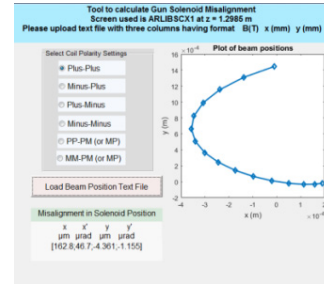 Tool to calculate Gun Solenoid Misalignment
Screen used is ARLIBSCX1 at z = 1.2985 m
Please upload text file with three columns having format B(T) x (mm) y (mm)
Select Coil Polarity Settings
Plus-Plus
Minus-Plus
Plus-Minus
Minus-Minus
PP-PM (or MP)
MM-PM (or MP)
Load Beam Position Text File
Misalignment in Solenoid Position
x x' y y'
μm μrad μm μrad
[162.8;46.7;-4.361;-1.155]
×10⁻⁴ Plot of beam positions
16
14
12
10
8
6
4
2
0
-2
y (m)
-4 -3 -2 -1 0 1
x (m)